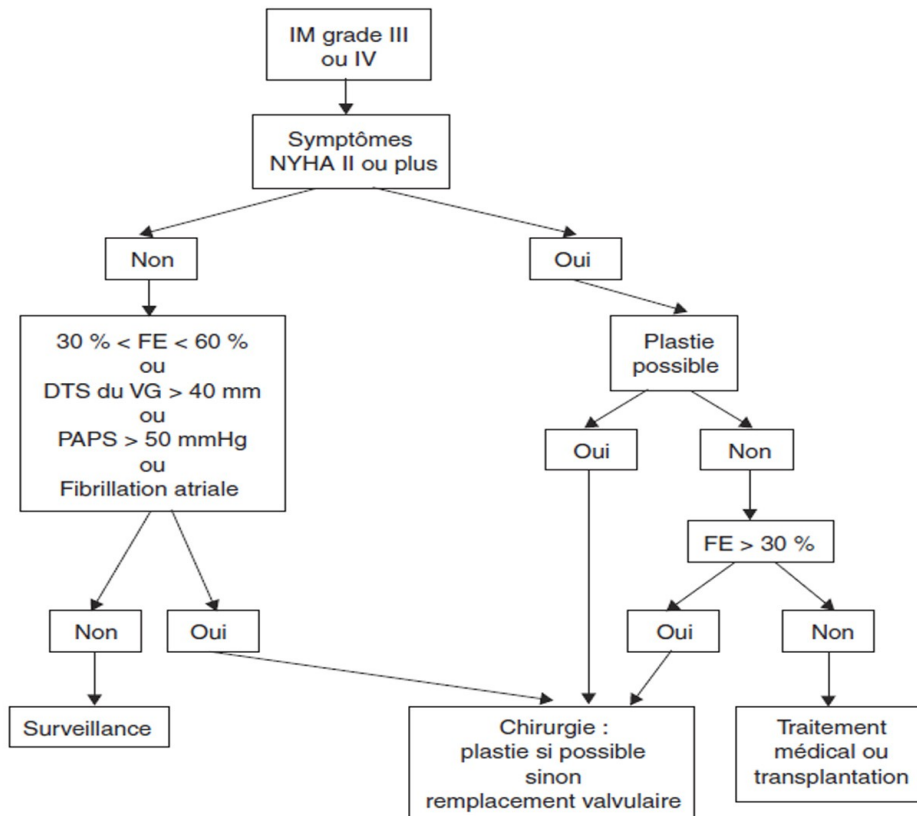 IM grade III
ou IV
Symptômes
NYHA II ou plus
Non
Oui
30 % < FE < 60 %
ou
DTS du VG > 40 mm
ou
PAPS > 50 mmHg
ou
Fibrillation atriale
Plastie
possible
Oui
Non
FE > 30 %
Non
Oui
Oui
Non
Surveillance
Chirurgie :
plastie si possible
sinon
remplacement valvulaire
Traitement
médical ou
transplantation